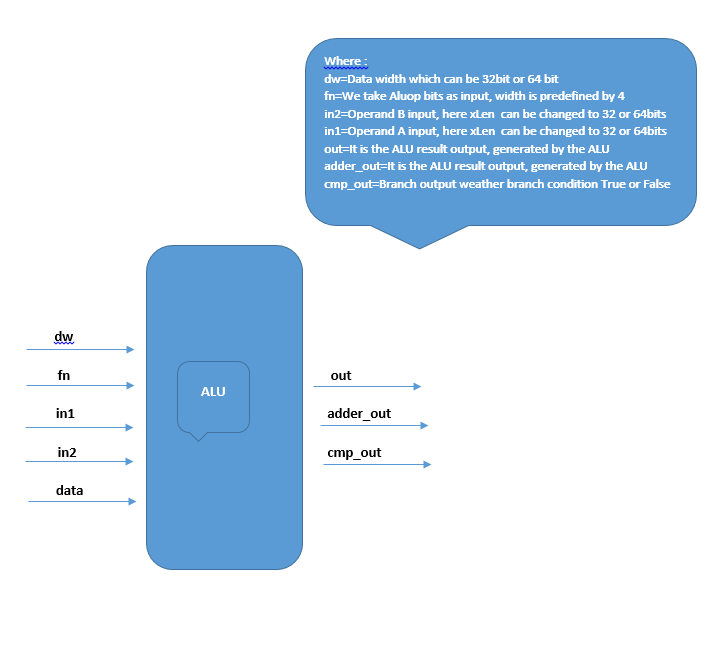 Where :
dw=Data width which can be 32bit or 64 bit
fn=We take Aluop bits as input, width is predefined by 4
in2=Operand B input, here xLen  can be changed to 32 or 64bits
in1=Operand A input, here xLen  can be changed to 32 or 64bits
out=It is the ALU result output, generated by the ALU
adder_out=It is the ALU result output, generated by the ALU
cmp_out=Branch output weather branch condition True or False
dw
fn
in1
in2
data
ALU
out
adder_out
cmp_out